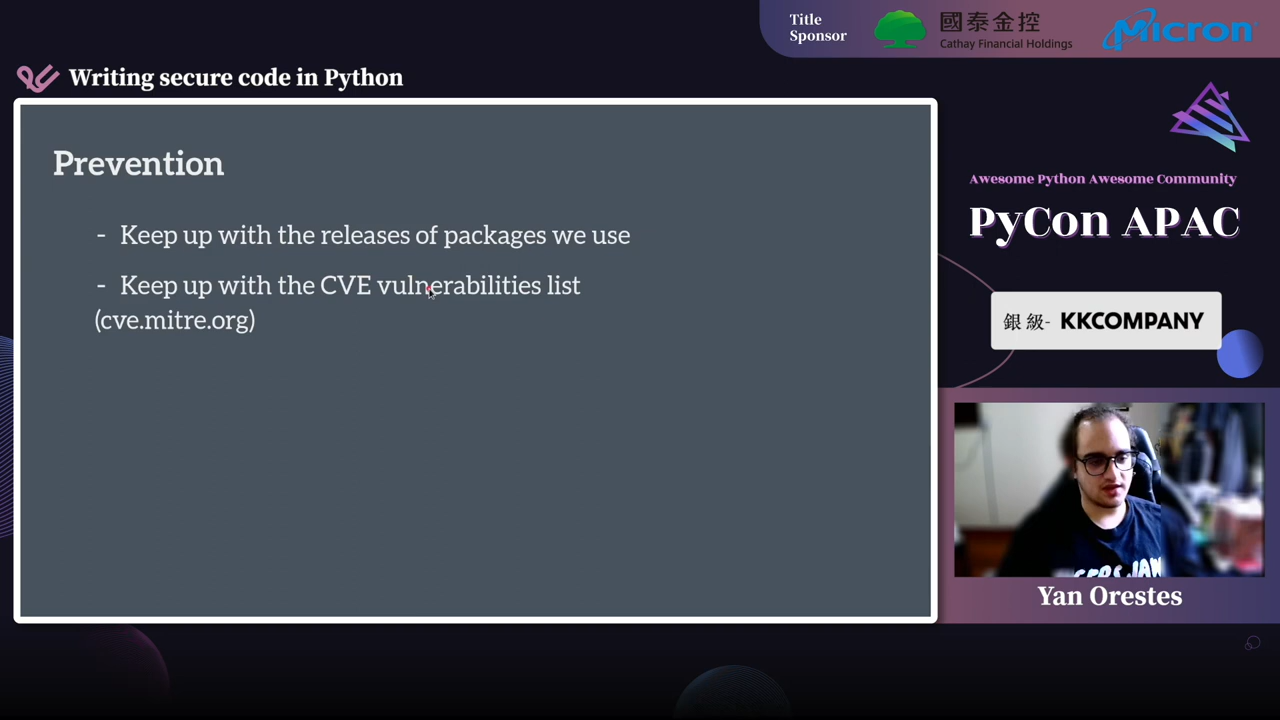 Title
Sponsor
國泰金控
Cathay Financial Holdings
Micron
Writing secure code in Python
Prevention
- Keep up with the releases of packages we use
- Keep up with the CVE vulnerabilities list
(cve.mitre.org)
Awesome Python Awesome Community
PyCon APAC
銀級- KKCOMPANY
Yan Orestes